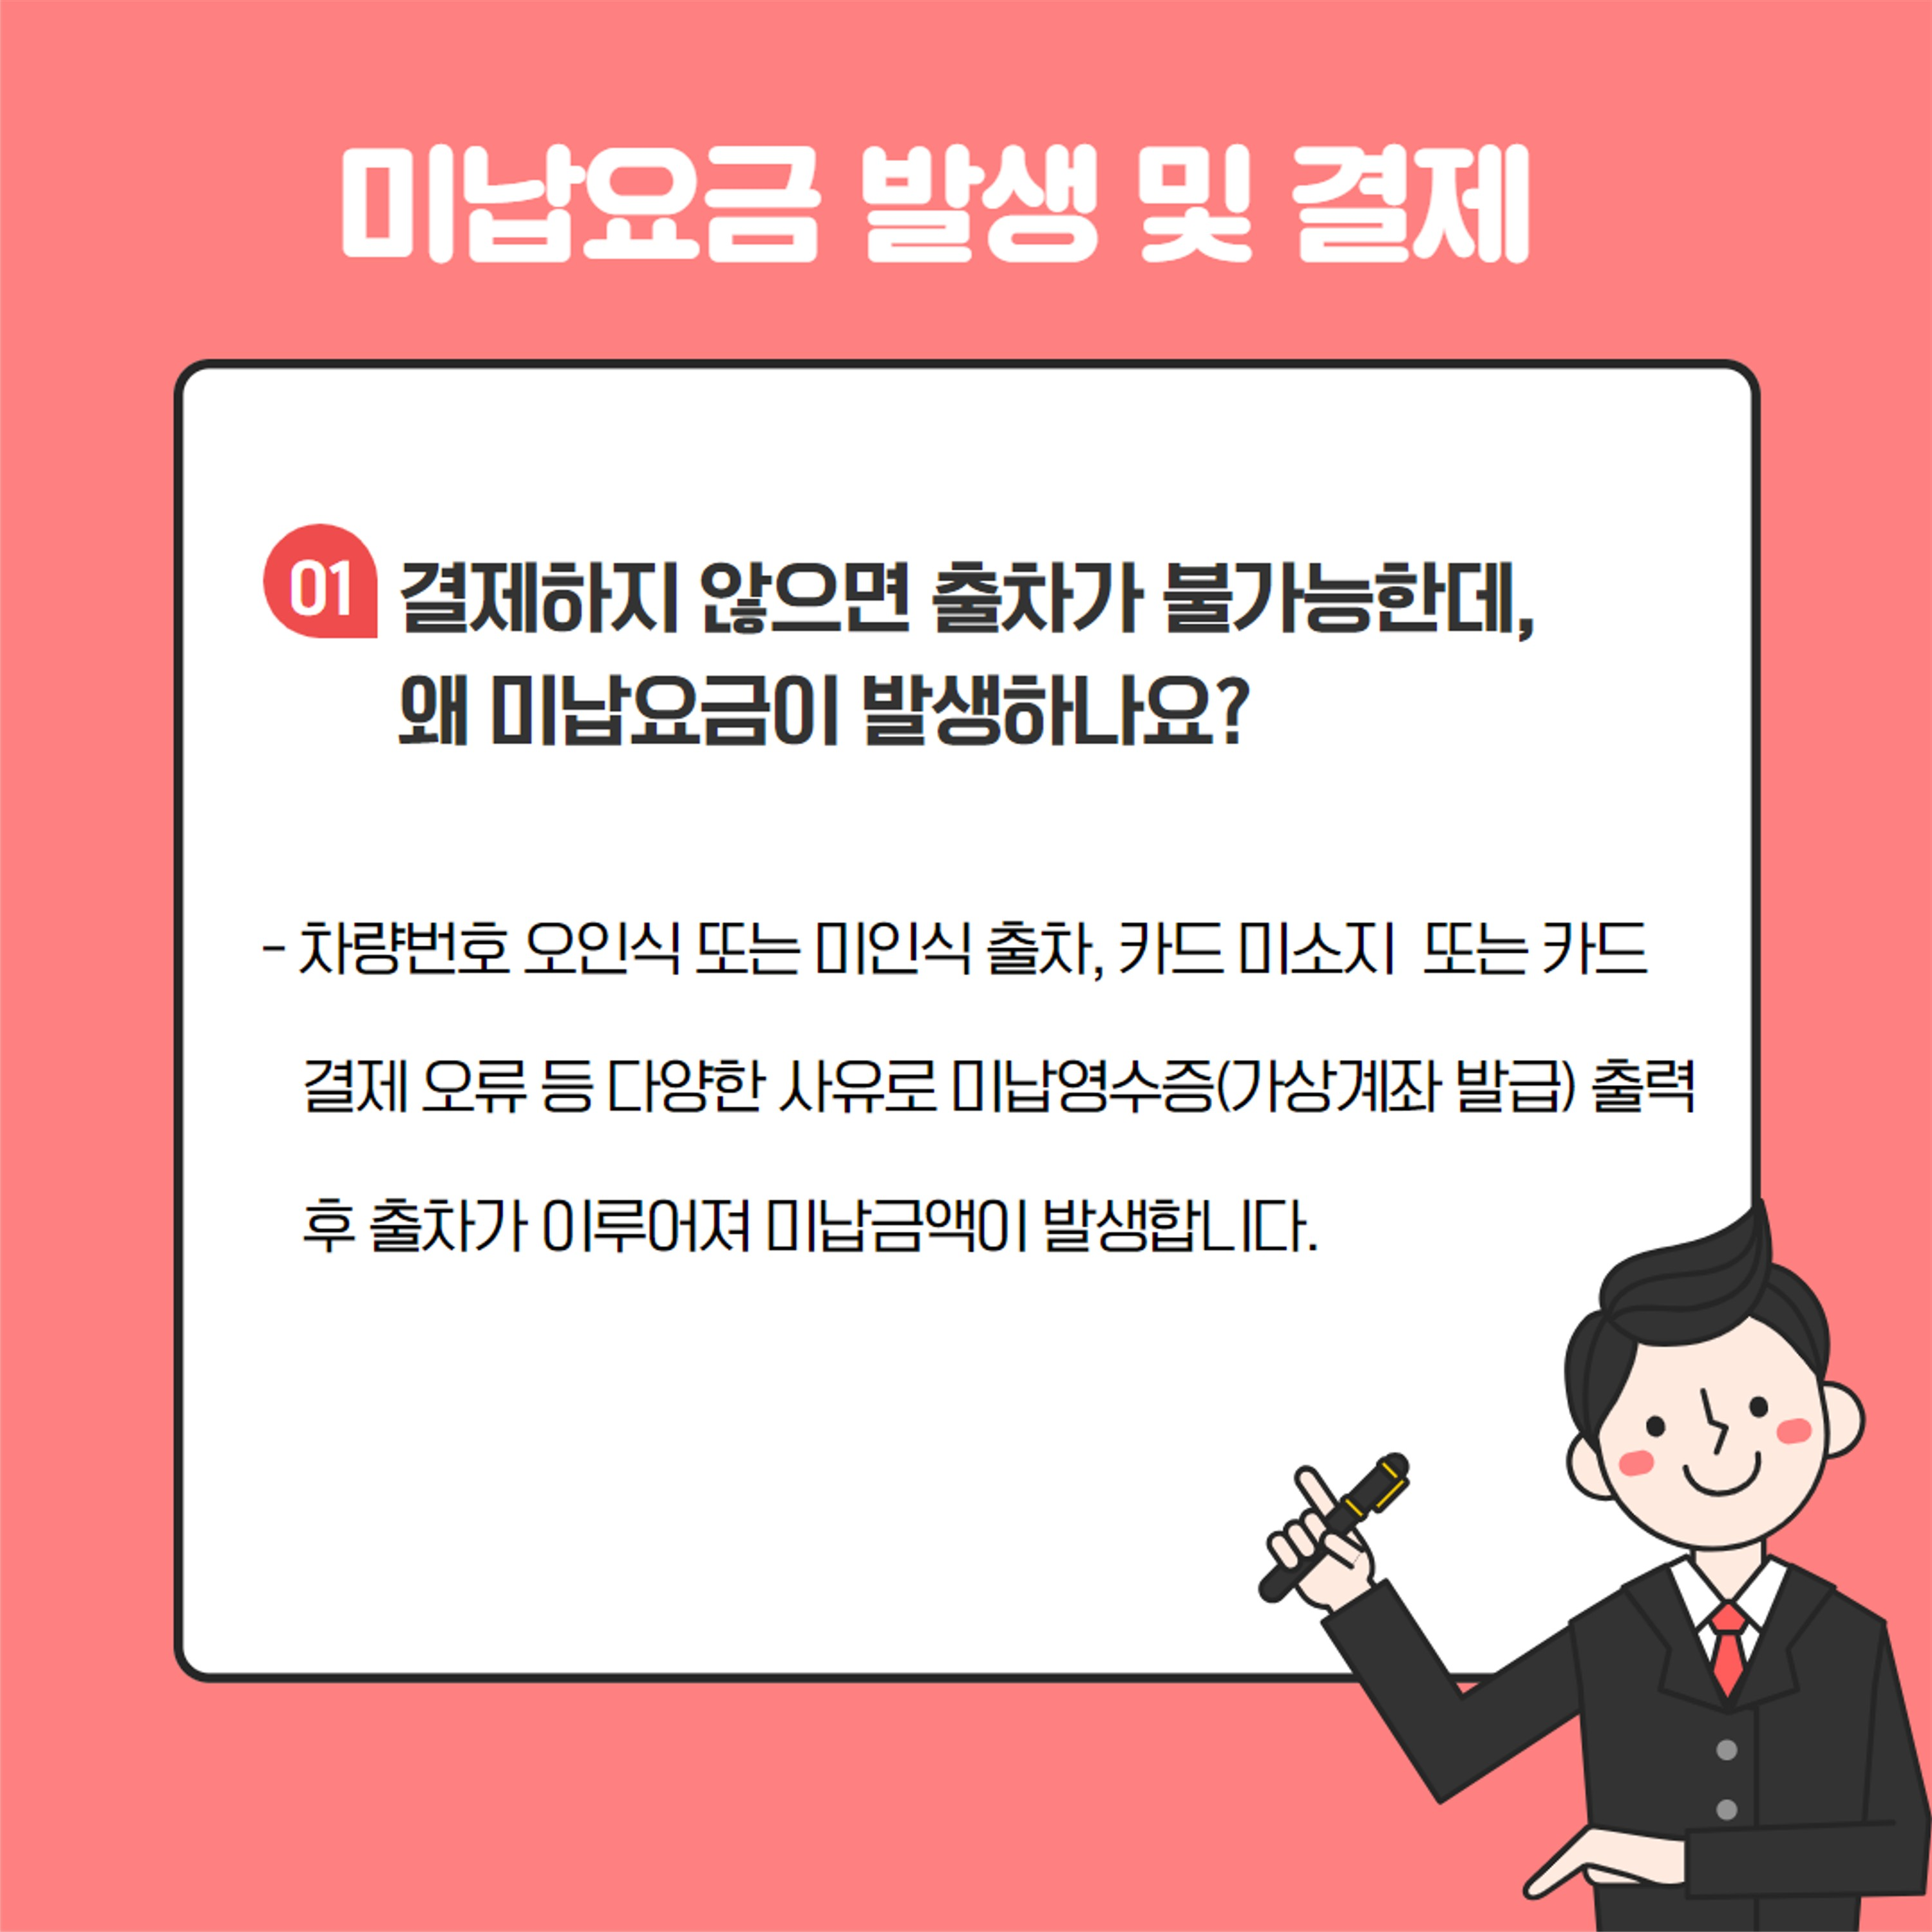 미납요금 발생 및 결제
01 결제하지 않으면 출차가 불가능한데,
왜 미납요금이 발생하나요?
- 차량번호 오인식 또는 미인식 출차, 카드 미소지 또는 카드
결제 오류 등 다양한 사유로 미납영수증(가상계좌 발급) 출력
후 출차가 이루어져 미납금액이 발생합니다.